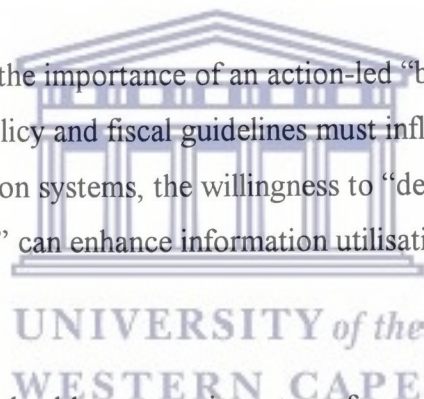 the importance of an action-led “b
licy and fiscal guidelines must infl
on systems, the willingness to “de
” can enhance information utilisati
UNIVERSITY of the
WESTERN CAPE